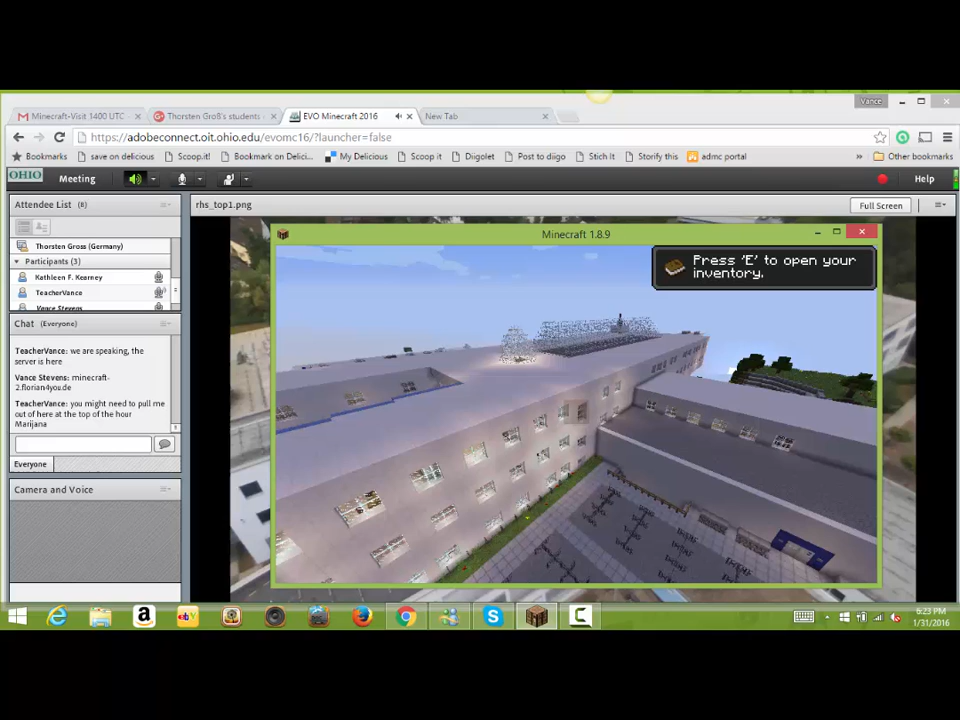 Minecraft-Visit 1400 UTC -
Thorsten Groß's students
EVO Minecraft 2016
New Tab
Vance
https://adobeconnect.oit.ohio.edu/evomc16/?launcher=false
Bookmarks
save on delicious
Scoop.it!
Bookmark on Delici...
My Delicious
Scoop it
Diigolet
Post to diigo
Stich It
Storify this
admc portal
»
Other bookmarks
OHIO
Meeting
Help
Attendee List (8)
rhs_top1.png
Full Screen
Thorsten Gross (Germany)
Participants (3)
Kathleen F. Kearney
TeacherVance
Vance Stevens
Chat (Everyone)
TeacherVance: we are speaking, the
server is here
Vance Stevens: minecraft-
2.florian4you.de
TeacherVance: you might need to pull me
out of here at the top of the hour
Marijana
Everyone
Camera and Voice
Minecraft 1.8.9
Press 'E' to open your
inventory.
6:23 PM
1/31/2016